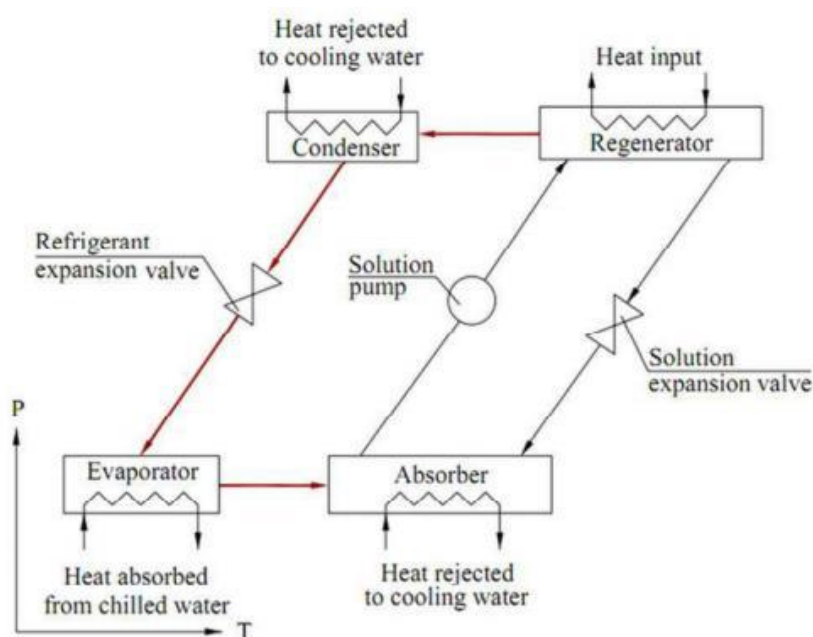 Heat rejected
to cooling water
Heat input
Condenser
Regenerator
Refrigerant
expansion valve
Solution
pump
Solution
expansion valve
P
Evaporator
Absorber
Heat absorbed
from chilled water
Heat rejected
to cooling water
T